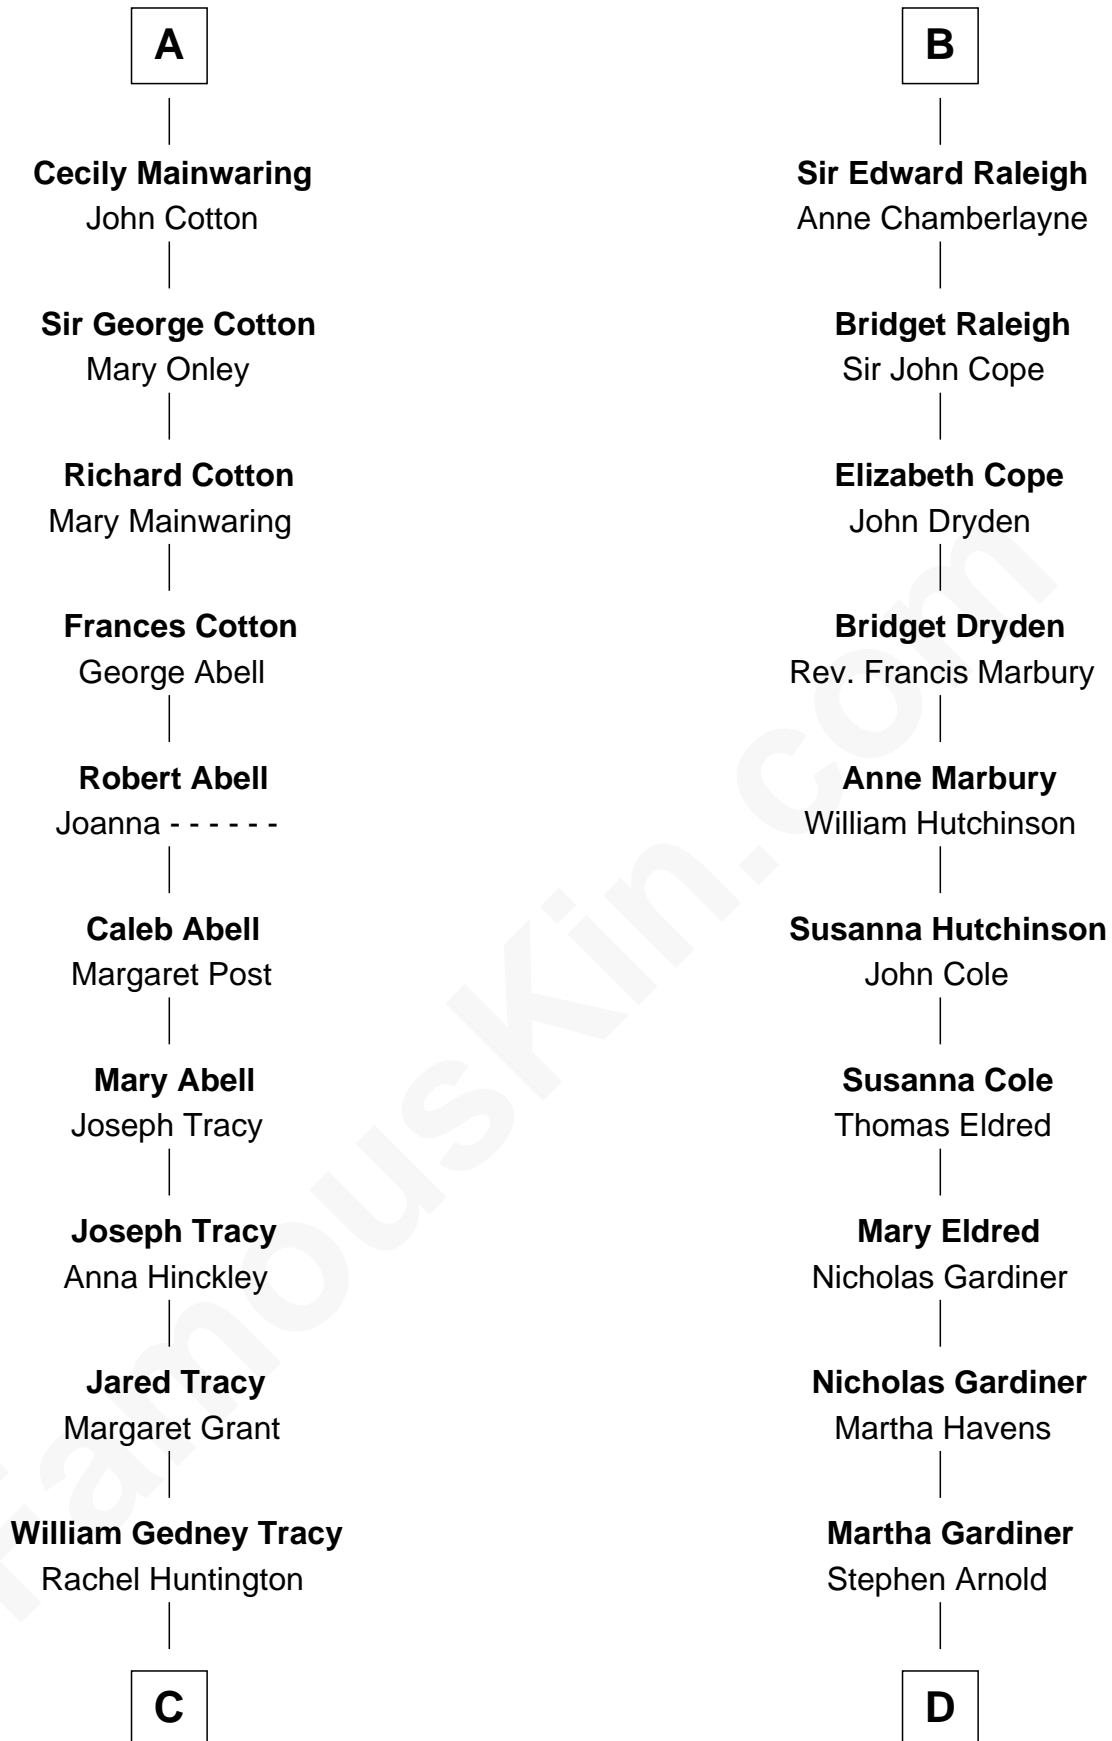 A
Cecily Mainwaring
John Cotton
Sir George Cotton
Mary Onley
Richard Cotton
Mary Mainwaring
Frances Cotton
George Abell
Robert Abell
Joanna - - - - - -
Caleb Abell
Margaret Post
Mary Abell
Joseph Tracy
Joseph Tracy
Anna Hinckley
Jared Tracy
Margaret Grant
William Gedney Tracy
Rachel Huntington
C
B
Sir Edward Raleigh
Anne Chamberlayne
Bridget Raleigh
Sir John Cope
Elizabeth Cope
John Dryden
Bridget Dryden
Rev. Francis Marbury
Anne Marbury
William Hutchinson
Susanna Hutchinson
John Cole
Susanna Cole
Thomas Eldred
Mary Eldred
Nicholas Gardiner
Nicholas Gardiner
Martha Havens
Martha Gardiner
Stephen Arnold
D
FamousKin.com